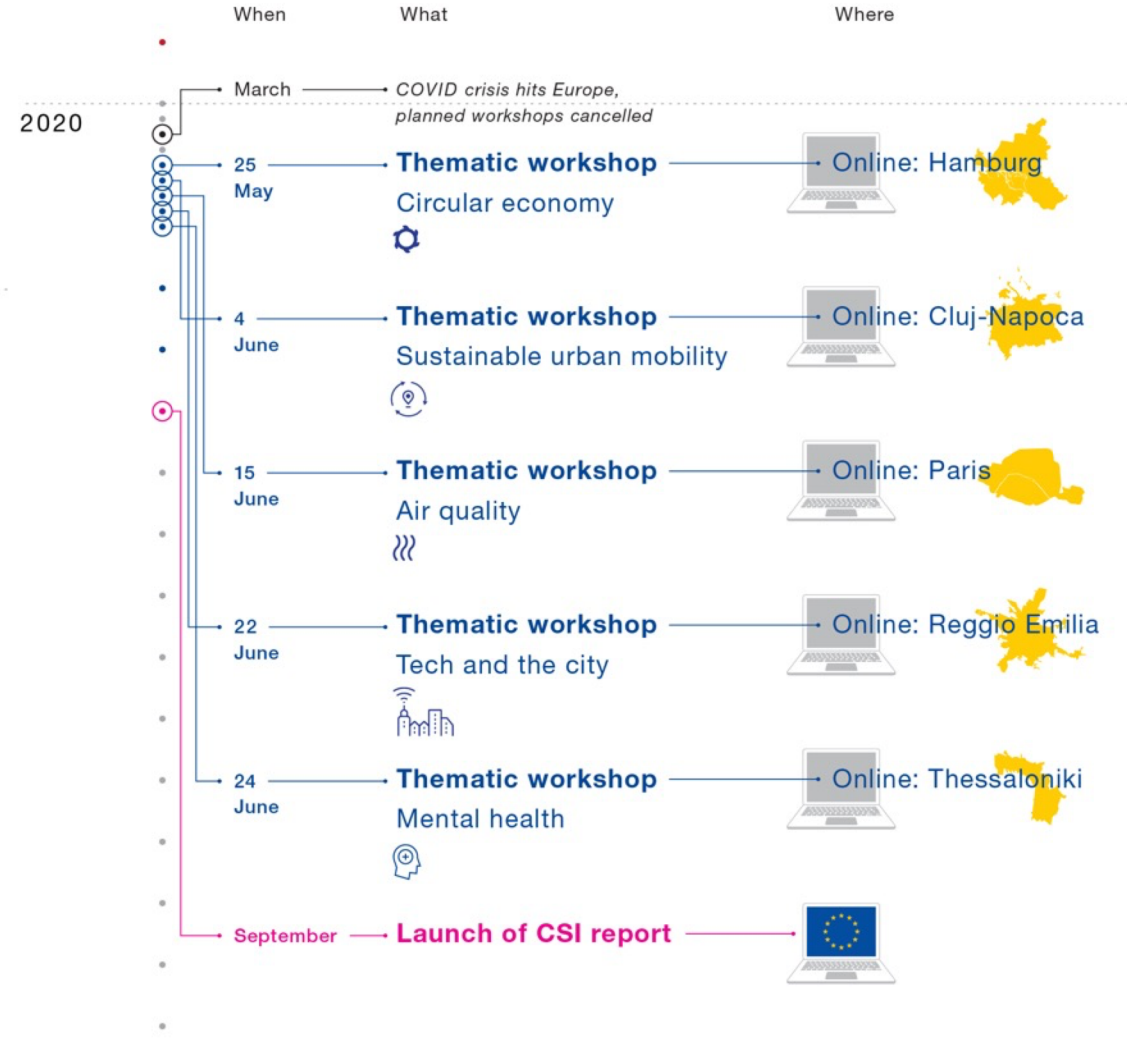 When What Where
March COVID crisis hits Europe,
planned workshops cancelled
2020
25 Thematic workshop Online: Hamburg
May
Circular economy
4 Thematic workshop Online: Cluj-Napoca
June
Sustainable urban mobility
15 Thematic workshop Online: Paris
June
Air quality
22 Thematic workshop Online: Reggio Emilia
June
Tech and the city
24 Thematic workshop Online: Thessaloniki
June
Mental health
September Launch of CSI report